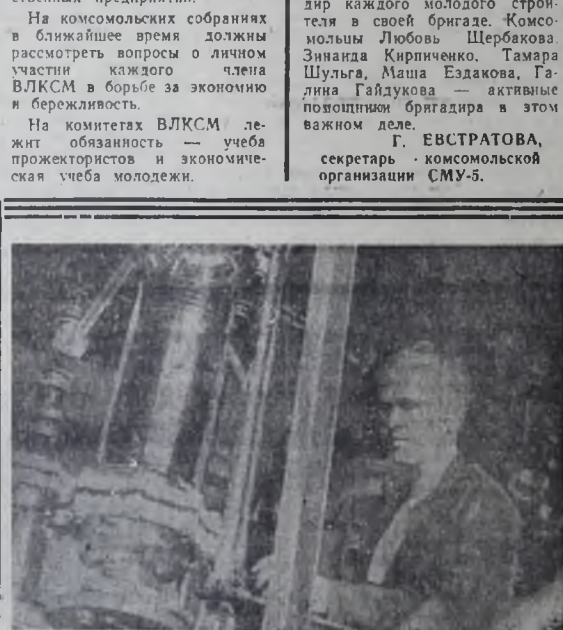 ственных предприятий.
На комсомольских собраниях
в ближайшее время должны
рассмотреть вопросы о личном
участии каждого члена
ВЛКСМ в борьбе за экономию
и бережливость.
На комитетах ВЛКСМ ле-
жит обязанность — учеба
прожектористов и экономиче-
ская учеба молодежи.
дир каждого молодого строи-
теля в своей бригаде. Комсо-
мольцы Любовь Щербакова.
Зинаида Кирпиченко, Тамара
Шульга, Маша Ездакова, Га-
лина Гайдукова — активные
помощники бригадира в этом
важном деле.
Г. ЕВСТРАТОВА,
секретарь комсомольской
организации СМУ-5.